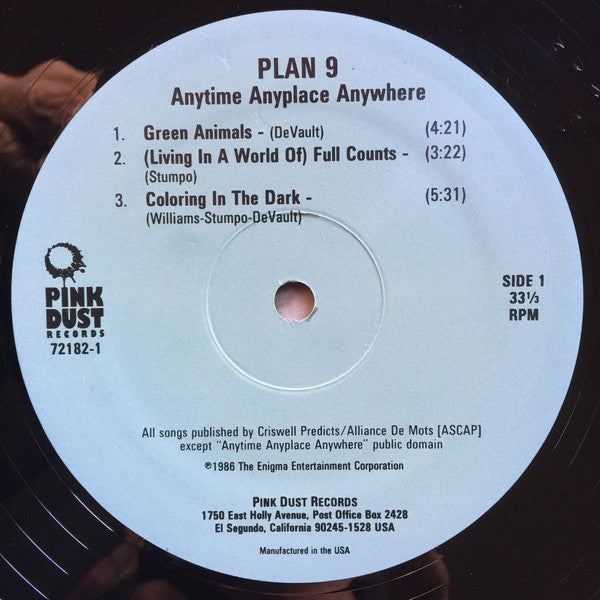 PLAN 9
Anytime Anyplace Anywhere
1. Green Animals - (DeVault) (4:21)
2. (Living In A World Of) Full Counts - (3:22)
(Stumpo)
3. Coloring In The Dark - (5:31)
(Williams-Stumpo-DeVault)
PINK
DUST
RECORDS
72182-1
SIDE 1
33⅓
RPM
All songs published by Criswell Predicts/Alliance De Mots [ASCAP]
except "Anytime Anyplace Anywhere" public domain
℗1986 The Enigma Entertainment Corporation
PINK DUST RECORDS
1750 East Holly Avenue, Post Office Box 2428
El Segundo, California 90245-1528 USA
Manufactured in the USA